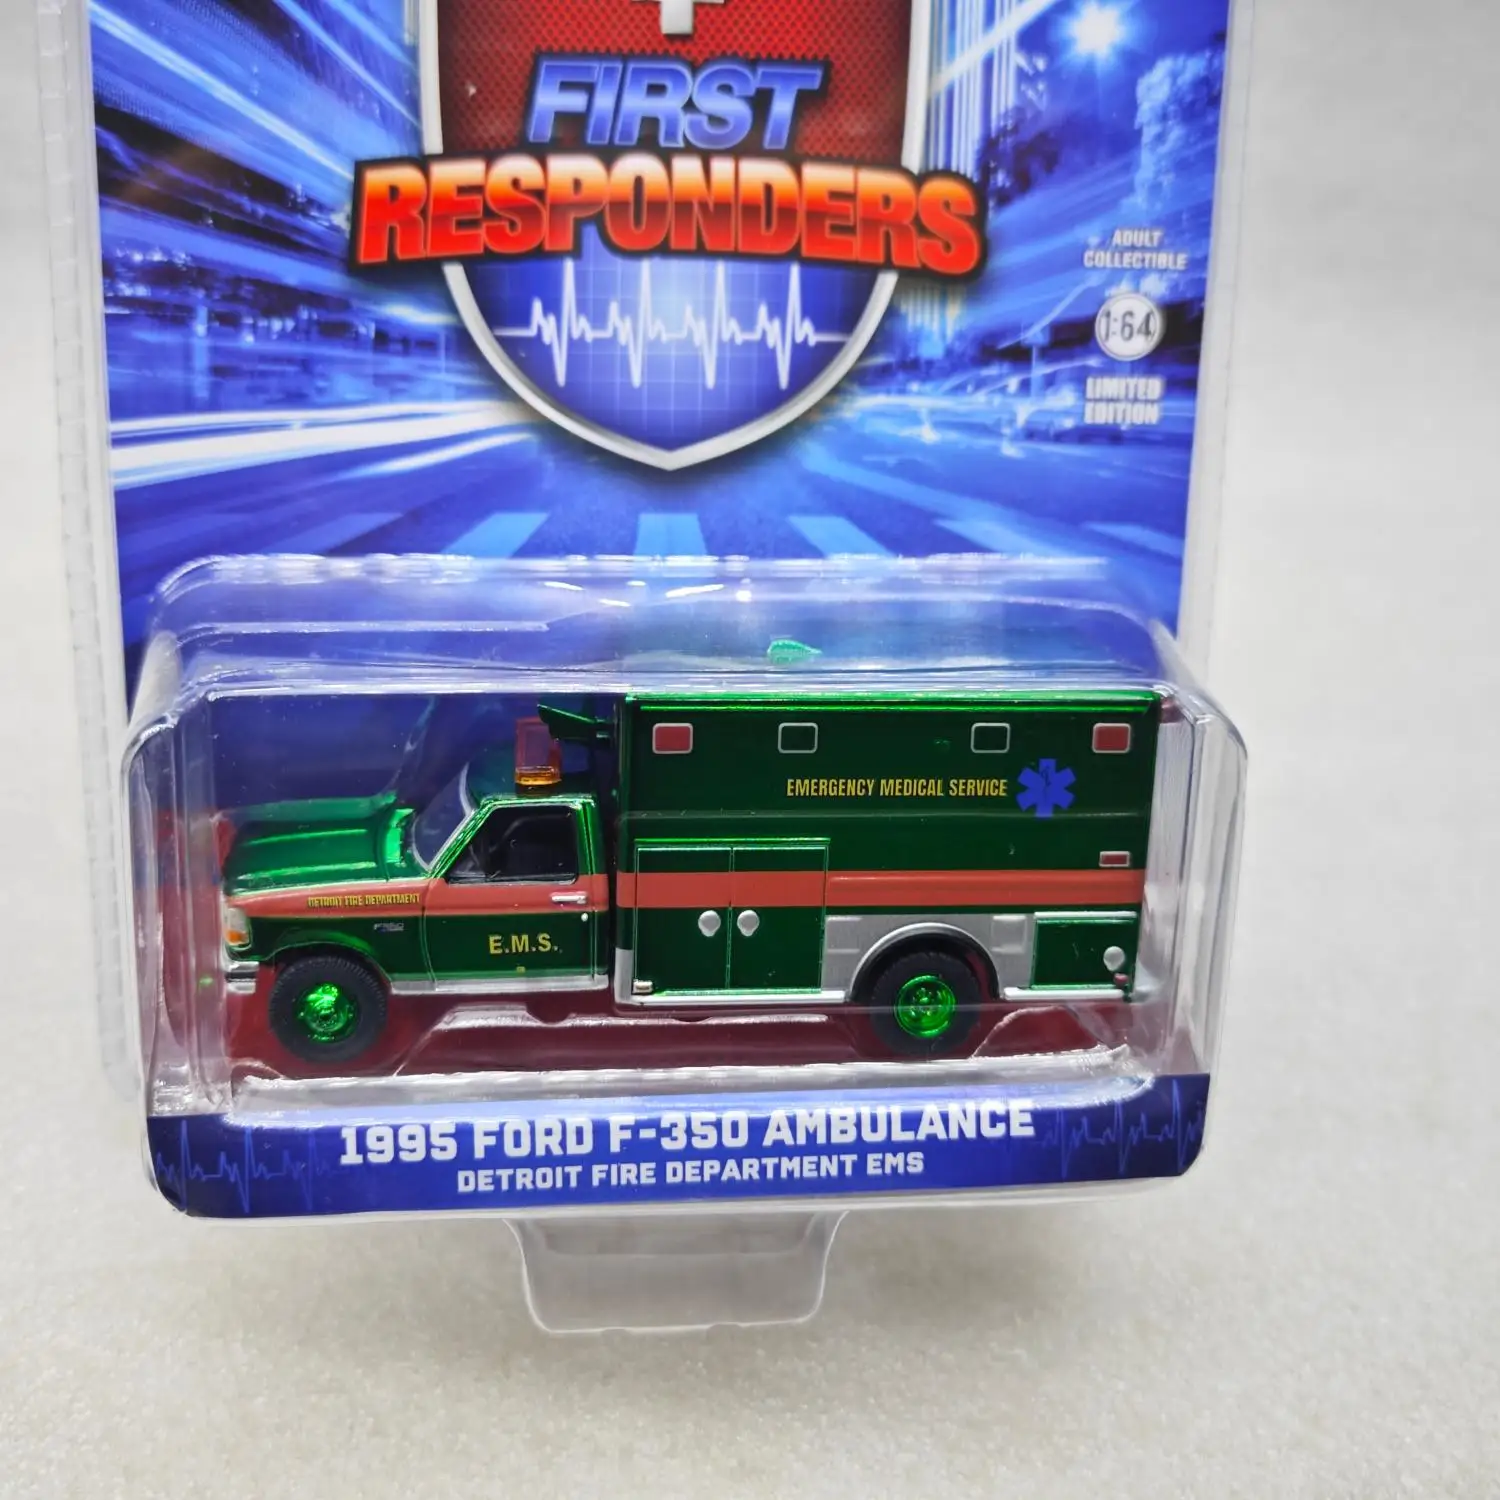 FIRST
RESPONDERS
ADULT
COLLECTIBLE
1:64
LIMITED
EDITION
EMERGENCY MEDICAL SERVICE
DETROIT FIRE DEPARTMENT
F-350
E.M.S.
1995 FORD F-350 AMBULANCE
DETROIT FIRE DEPARTMENT EMS